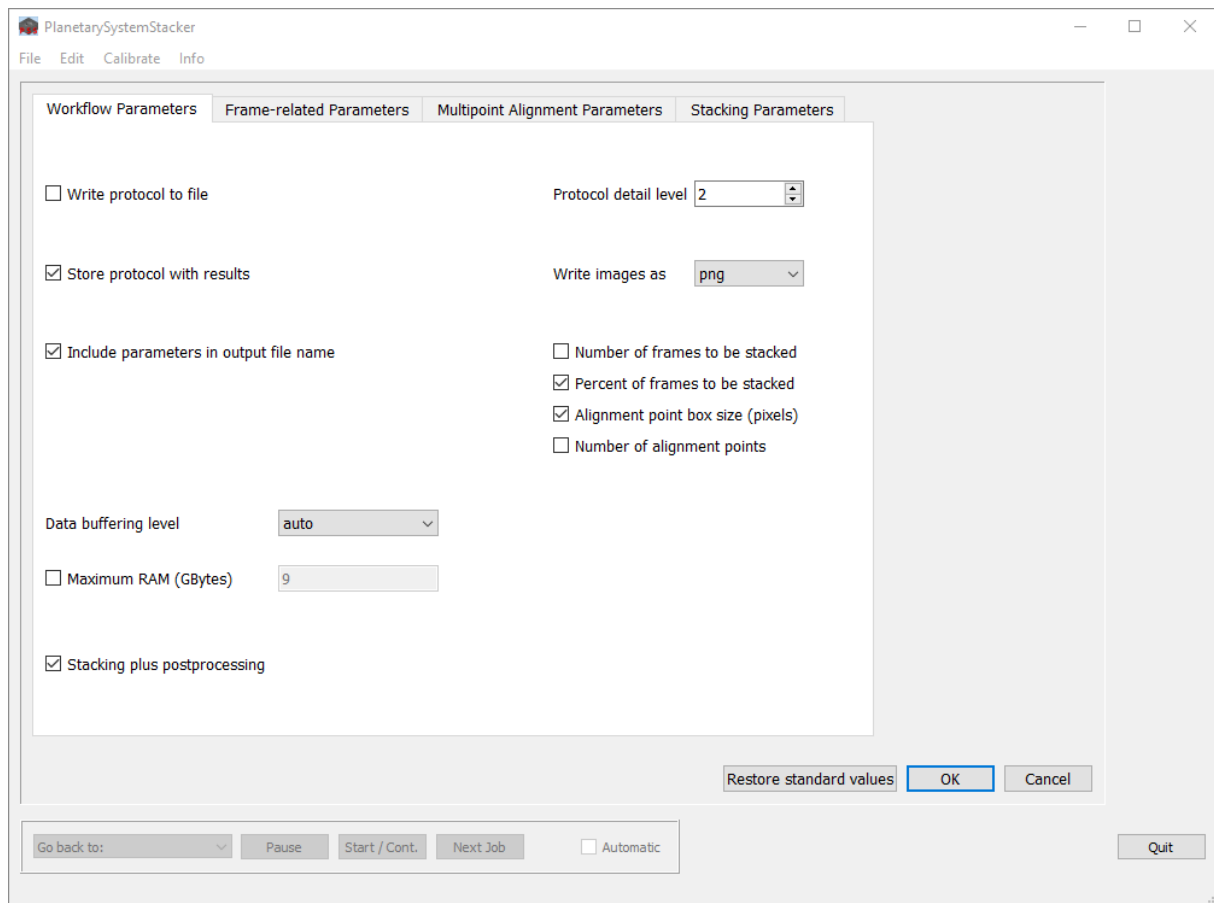 PlanetarySystemStacker
File Edit Calibrate Info
Workflow Parameters Frame-related Parameters Multipoint Alignment Parameters Stacking Parameters
Write protocol to file Protocol detail level 2
Store protocol with results Write images as png
Include parameters in output file name Number of frames to be stacked
Percent of frames to be stacked
Alignment point box size (pixels)
Number of alignment points
Data buffering level auto
Maximum RAM (GBytes) 9
Stacking plus postprocessing
Restore standard values OK Cancel
Go back to: Pause Start / Cont. Next Job Automatic Quit